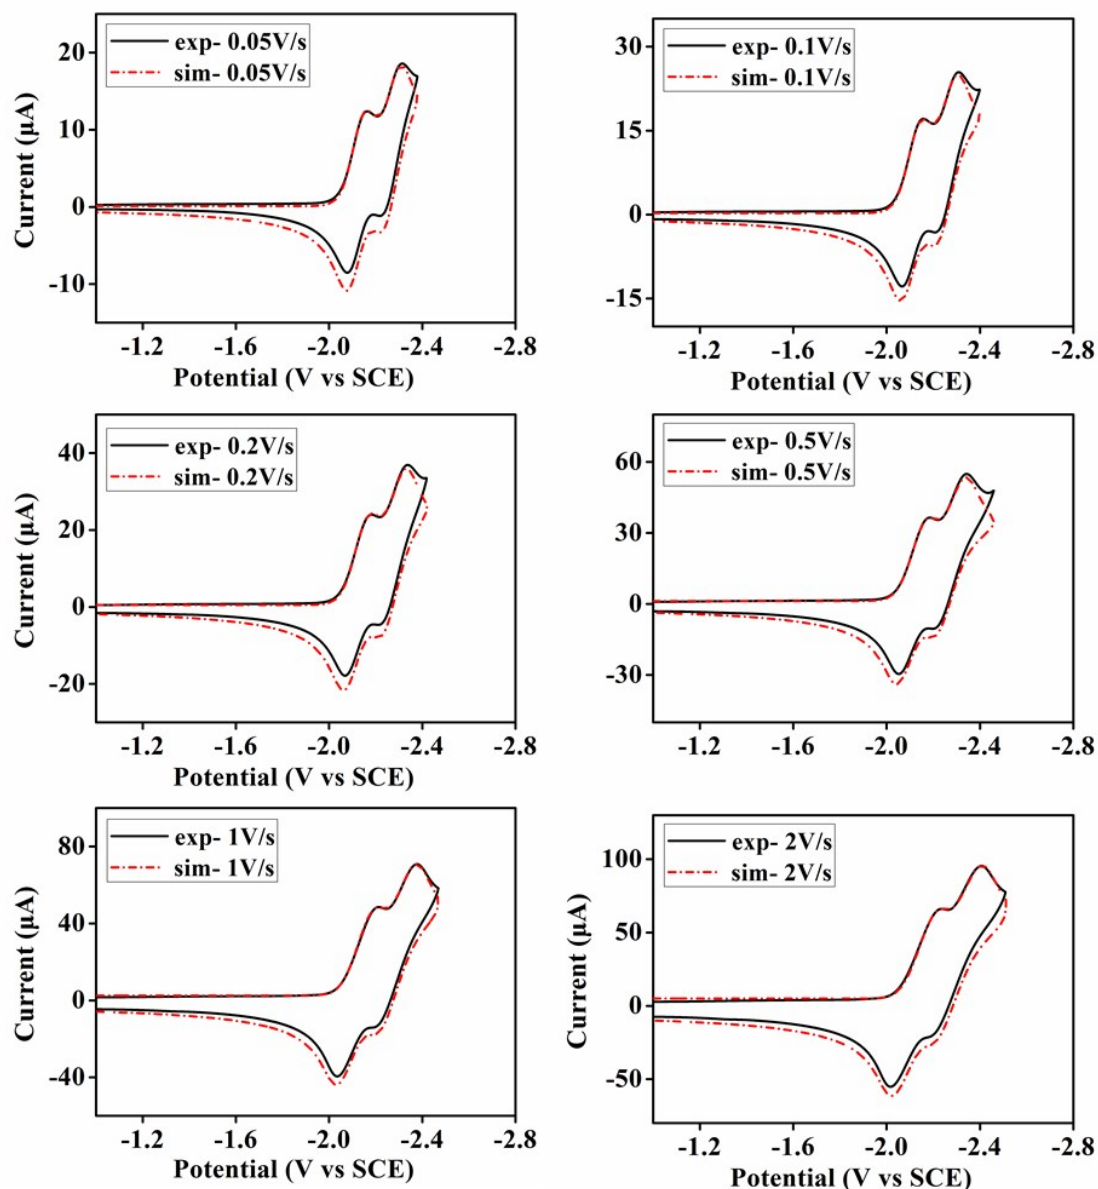 exp- 0.05V/s
sim- 0.05V/s
20
10
0
-10
Current (µA)
-1.2 -1.6 -2.0 -2.4 -2.8
Potential (V vs SCE)
exp- 0.1V/s
sim- 0.1V/s
30
15
0
-15
Current (µA)
-1.2 -1.6 -2.0 -2.4 -2.8
Potential (V vs SCE)
exp- 0.2V/s
sim- 0.2V/s
40
20
0
-20
Current (µA)
-1.2 -1.6 -2.0 -2.4 -2.8
Potential (V vs SCE)
exp- 0.5V/s
sim- 0.5V/s
60
30
0
-30
Current (µA)
-1.2 -1.6 -2.0 -2.4 -2.8
Potential (V vs SCE)
exp- 1V/s
sim- 1V/s
80
40
0
-40
Current (µA)
-1.2 -1.6 -2.0 -2.4 -2.8
Potential (V vs SCE)
exp- 2V/s
sim- 2V/s
100
50
0
-50
Current (µA)
-1.2 -1.6 -2.0 -2.4 -2.8
Potential (V vs SCE)